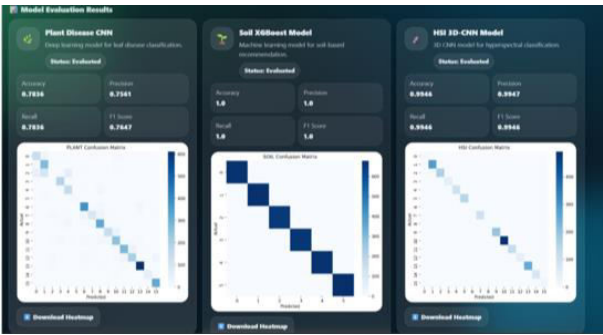 Model Evaluation Results
Plant Disease CNN
Deep learning model for leaf disease classification.
Status: Evaluated
Accuracy
0.7836
Precision
0.7561
Recall
0.7836
F1 Score
0.7647
PLANT Confusion Matrix
Actual
Predicted
Download Heatmap
Soil XGBoost Model
Machine learning model for soil-based
recommendation.
Status: Evaluated
Accuracy
1.0
Precision
1.0
Recall
1.0
F1 Score
1.0
SOIL Confusion Matrix
Actual
Predicted
Download Heatmap
HSI 3D-CNN Model
3D CNN model for hyperspectral classification.
Status: Evaluated
Accuracy
0.9946
Precision
0.9947
Recall
0.9946
F1 Score
0.9946
HSI Confusion Matrix
Actual
Predicted
Download Heatmap